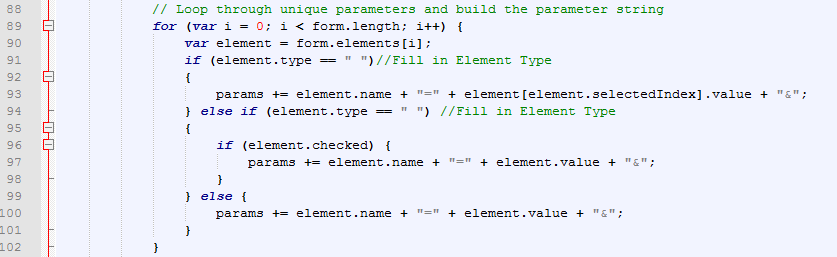 88 // Loop through unique parameters and build the parameter string
89 for (var i = 0; i < form.length; i++) {
90 var element = form.elements[i];
91 if (element.type == " ")//Fill in Element Type
92 {
93 params += element.name + "=" + element[element.selectedIndex].value + "&";
94 } else if (element.type == " ") //Fill in Element Type
95 {
96 if (element.checked) {
97 params += element.name + "=" + element.value + "&";
98 }
99 } else {
100 params += element.name + "=" + element.value + "&";
101 }
102 }